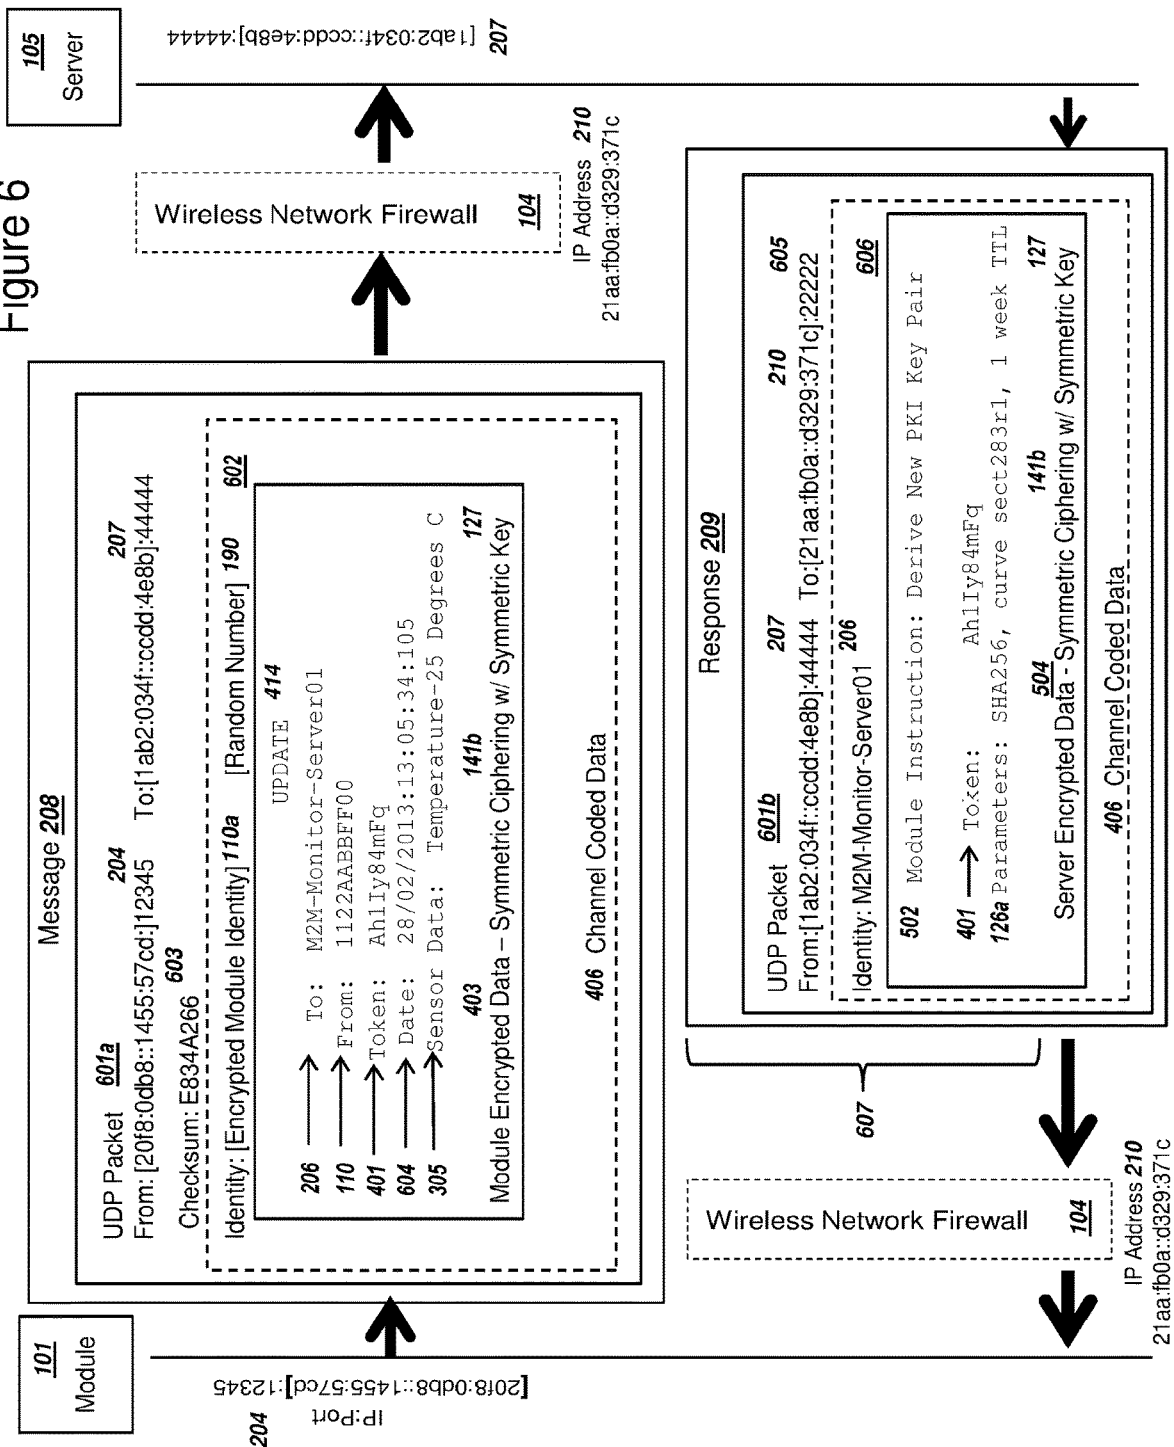 Figure 6
101
Module
105
Server
204
IP:Port
[20f8:0db8::1455:57cd]:12345
Message 208
UDP Packet 601a 204 207
From: [20f8:0db8::1455:57cd:]12345 To:[1ab2:034f::ccdd:4e8b]:44444
Checksum: E834A266 603
Identity: [Encrypted Module Identity] 110a [Random Number] 190 602
UPDATE 414
206 To: M2M-Monitor-Server01
110 From: 1122AABBFF00
401 Token: AhlIy84mFq
604 Date: 28/02/2013:13:05:34:105
305 Sensor Data: Temperature-25 Degrees C
403 141b 127
Module Encrypted Data – Symmetric Ciphering w/ Symmetric Key
406 Channel Coded Data
Wireless Network Firewall 104
IP Address 210
21aa:fb0a::d329:371c
[1ab2:034f::ccdd:4e8b]:44444
207
Response 209
UDP Packet 601b 207 210 605
From:[1ab2:034f::ccdd:4e8b]:44444 To:[21aa:fb0a::d329:371c]:22222
Identity: M2M-Monitor-Server01 206 606
502 Module Instruction: Derive New PKI Key Pair
401 Token: AhlIy84mFq
126a Parameters: SHA256, curve sect283r1, 1 week TTL
504 141b 127
Server Encrypted Data - Symmetric Ciphering w/ Symmetric Key
406 Channel Coded Data
607
Wireless Network Firewall 104
IP Address 210
21aa:fb0a::d329:371c